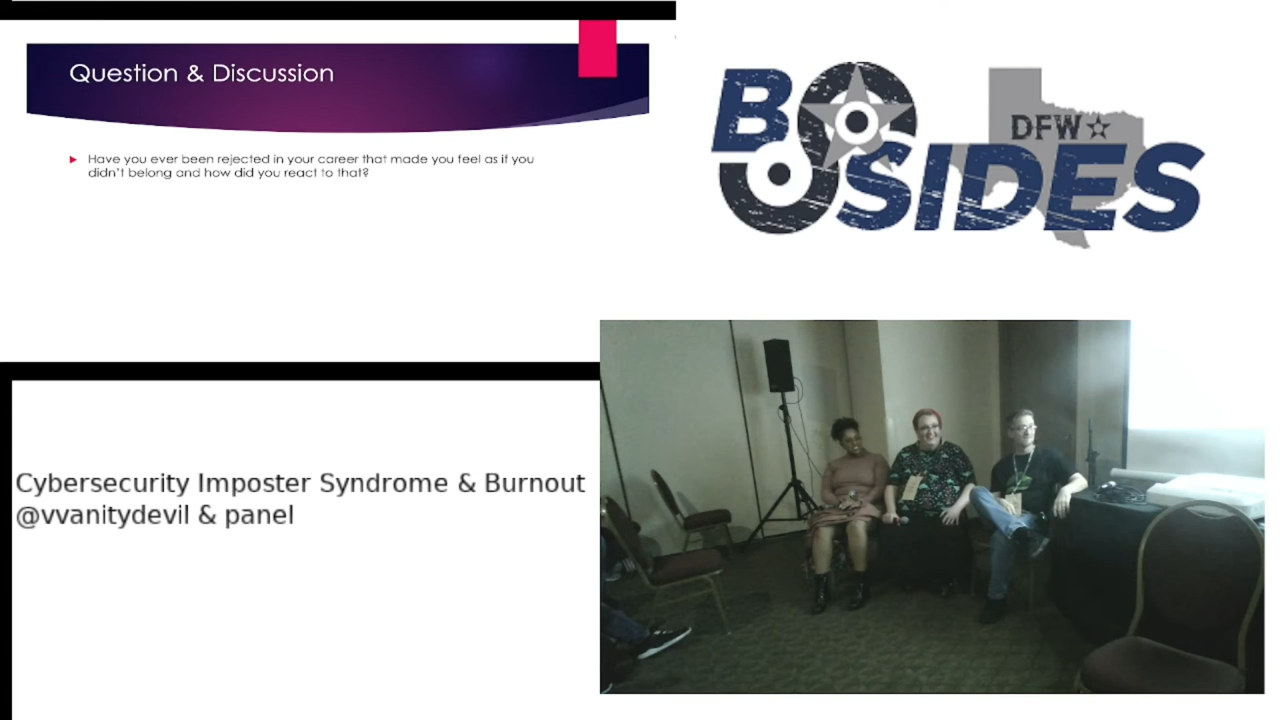 Question & Discussion
Have you ever been rejected in your career that made you feel as if you
didn't belong and how did you react to that?
BSIDES
DFW
Cybersecurity Imposter Syndrome & Burnout
@vvanitydevil & panel